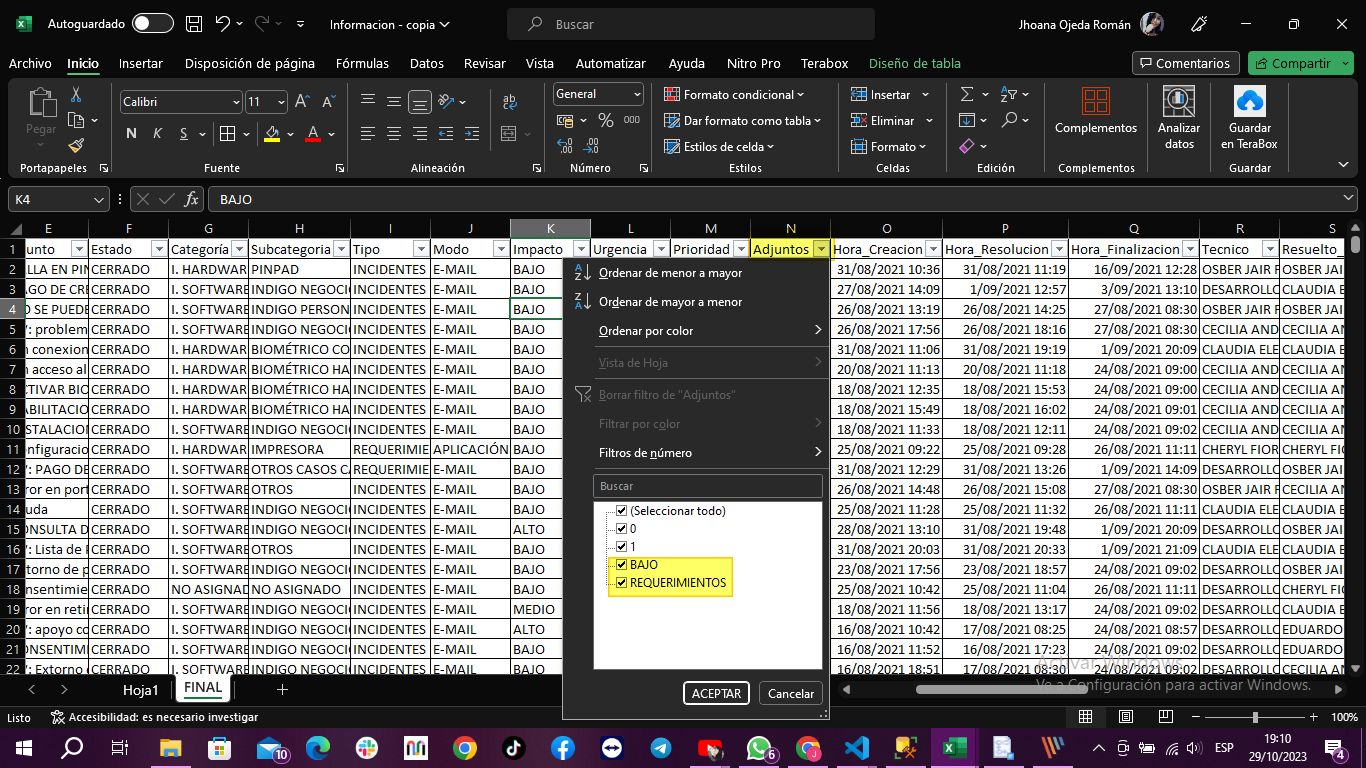 Autoguardado Informacion - copia Buscar Jhoana Ojeda Román
Archivo Inicio Insertar Disposición de página Fórmulas Datos Revisar Vista Automatizar Ayuda Nitro Pro Terabox Diseño de tabla Comentarios Compartir
Pegar Calibri 11 General Formato condicional Insertar Complementos Analizar datos Guardar en TeraBox
N K S Dar formato como tabla Eliminar
Estilos de celda Formato
Portapapeles Fuente Alineación Número Estilos Celdas Edición Complementos Guardar
K4 fx BAJO
E F G H I J K L M N O P Q R S
1 unto Estado Categoría Subcategoria Tipo Modo Impacto Urgencia Prioridad Adjuntos Hora_Creacion Hora_Resolucion Hora_Finalizacion Tecnico Resuelto_
2 LLA EN PIN CERRADO I. HARDWAR PINPAD INCIDENTES E-MAIL BAJO 31/08/2021 10:36 31/08/2021 11:19 16/09/2021 12:28 OSBER JAIR F OSBER JAI
3 AGO DE CRE CERRADO I. SOFTWARE INDIGO NEGOCIO INCIDENTES E-MAIL BAJO 27/08/2021 14:09 1/09/2021 12:57 3/09/2021 13:10 DESARROLLO OSBER JAI
4 O SE PUEDE CERRADO I. SOFTWARE INDIGO PERSON INCIDENTES E-MAIL BAJO 26/08/2021 13:19 26/08/2021 14:25 27/08/2021 08:30 OSBER JAIR F OSBER JAI
5 V: problem CERRADO I. SOFTWARE INDIGO NEGOCIO INCIDENTES E-MAIL BAJO 26/08/2021 17:56 26/08/2021 18:16 27/08/2021 08:30 CECILIA AND CECILIA AN
6 n conexion CERRADO I. HARDWAR BIOMÉTRICO CO INCIDENTES E-MAIL BAJO 31/08/2021 11:06 31/08/2021 19:19 1/09/2021 20:09 CLAUDIA ELE CLAUDIA E
7 n acceso al CERRADO I. HARDWAR BIOMÉTRICO HA INCIDENTES E-MAIL BAJO 20/08/2021 11:13 20/08/2021 11:18 24/08/2021 09:00 CECILIA AND CECILIA AN
8 CTIVAR BIO CERRADO I. HARDWAR BIOMÉTRICO HA INCIDENTES E-MAIL BAJO 18/08/2021 12:35 18/08/2021 15:53 24/08/2021 09:00 CECILIA AND CECILIA AN
9 ABILITACIO CERRADO I. HARDWAR BIOMÉTRICO HA INCIDENTES E-MAIL BAJO 18/08/2021 15:49 18/08/2021 16:02 24/08/2021 09:01 CECILIA AND CECILIA AN
10 NSTALACION CERRADO I. SOFTWARE INDIGO NEGOCIO INCIDENTES E-MAIL BAJO 18/08/2021 11:33 18/08/2021 12:11 24/08/2021 09:02 CECILIA AND CECILIA AN
11 nfiguracio CERRADO I. HARDWAR IMPRESORA REQUERIMIE APLICACIÓN BAJO 25/08/2021 09:22 25/08/2021 09:28 26/08/2021 11:11 CHERYL FIOR CHERYL FI
12 V: PAGO DE CERRADO I. SOFTWARE OTROS CASOS CA REQUERIMIE E-MAIL BAJO 31/08/2021 12:29 31/08/2021 13:26 1/09/2021 14:09 DESARROLLO OSBER JAI
13 ror en port CERRADO I. SOFTWARE OTROS INCIDENTES E-MAIL BAJO 26/08/2021 14:48 26/08/2021 15:08 27/08/2021 08:30 OSBER JAIR F OSBER JAI
14 uda CERRADO I. SOFTWARE INDIGO NEGOCIO INCIDENTES E-MAIL BAJO 25/08/2021 11:28 25/08/2021 11:32 26/08/2021 11:11 CLAUDIA ELE CLAUDIA E
15 ONSULTA D CERRADO I. SOFTWARE INDIGO NEGOCIO INCIDENTES E-MAIL ALTO 28/08/2021 13:10 31/08/2021 19:48 1/09/2021 20:09 DESARROLLO OSBER JAI
16 V: Lista de CERRADO I. SOFTWARE OTROS INCIDENTES E-MAIL BAJO 31/08/2021 20:03 31/08/2021 20:33 1/09/2021 21:09 CLAUDIA ELE CLAUDIA E
17 torno de p CERRADO I. SOFTWARE INDIGO NEGOCIO INCIDENTES E-MAIL BAJO 23/08/2021 17:56 23/08/2021 18:57 24/08/2021 09:02 DESARROLLO CECILIA AN
18 nsentimie CERRADO NO ASIGNAD NO ASIGNADO INCIDENTES E-MAIL BAJO 25/08/2021 10:42 25/08/2021 11:04 26/08/2021 11:11 DESARROLLO CHERYL FI
19 ror en reti CERRADO I. SOFTWARE INDIGO NEGOCIO INCIDENTES E-MAIL MEDIO 18/08/2021 11:56 18/08/2021 13:17 24/08/2021 09:02 DESARROLLO CLAUDIA E
20 V: apoyo co CERRADO I. SOFTWARE INDIGO NEGOCIO INCIDENTES E-MAIL ALTO 16/08/2021 10:42 17/08/2021 08:25 24/08/2021 08:57 DESARROLLO EDUARDO
21 ONSENTIM CERRADO I. SOFTWARE INDIGO NEGOCIO INCIDENTES E-MAIL BAJO 16/08/2021 11:52 16/08/2021 17:23 24/08/2021 09:0 DESARROLLO CECILIA AN
22 V: Extorno CERRADO I. SOFTWARE INDIGO NEGOCIO INCIDENTES E-MAIL BAJO 16/08/2021 18:51 17/08/2021 08:49 24/08/2021 09:02 DESARROLLO CECILIA AN
Ordenar de menor a mayor
Ordenar de mayor a menor
Ordenar por color
Vista de Hoja
Borrar filtro de "Adjuntos"
Filtrar por color
Filtros de número
Buscar
(Seleccionar todo)
0
1
BAJO
REQUERIMIENTOS
ACEPTAR Cancelar
Activar Windows
Ve a Configuración para activar Windows.
Hoja1 FINAL
Listo Accesibilidad: es necesario investigar 100%
10 6 ESP 19:10
29/10/2023 4